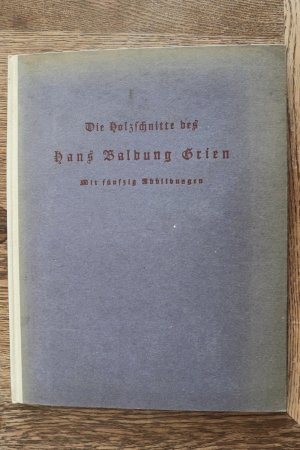 Die Holzschnitte des
Hans Baldung Grien
Mit fünfzig Abbildungen